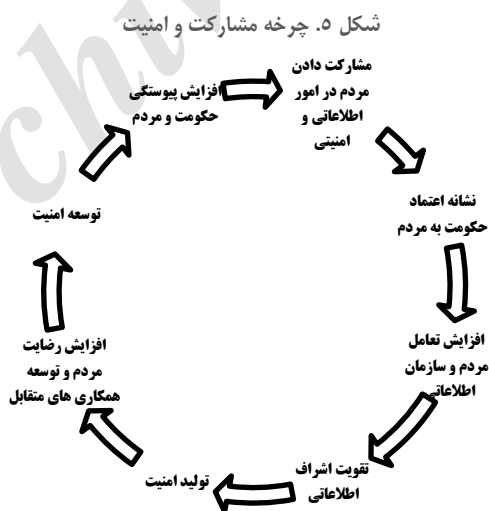 شکل ۵. چرخه مشارکت و امنیت
مشارکت دادن
مردم در امور
اطلاعاتی و
امنیتی
نشانه اعتماد
حکومت به مردم
افزایش تعامل
مردم و سازمان
اطلاعاتی
تقویت اشراف
اطلاعاتی
تولید امنیت
افزایش رضایت
مردم و توسعه
همکاری های متقابل
توسعه امنیت
افزایش پیوستگی
حکومت و مردم